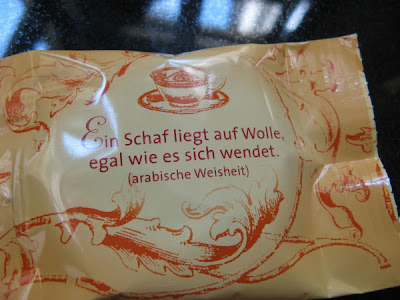 Ein Schaf liegt auf Wolle,
egal wie es sich wendet.
(arabische Weisheit)